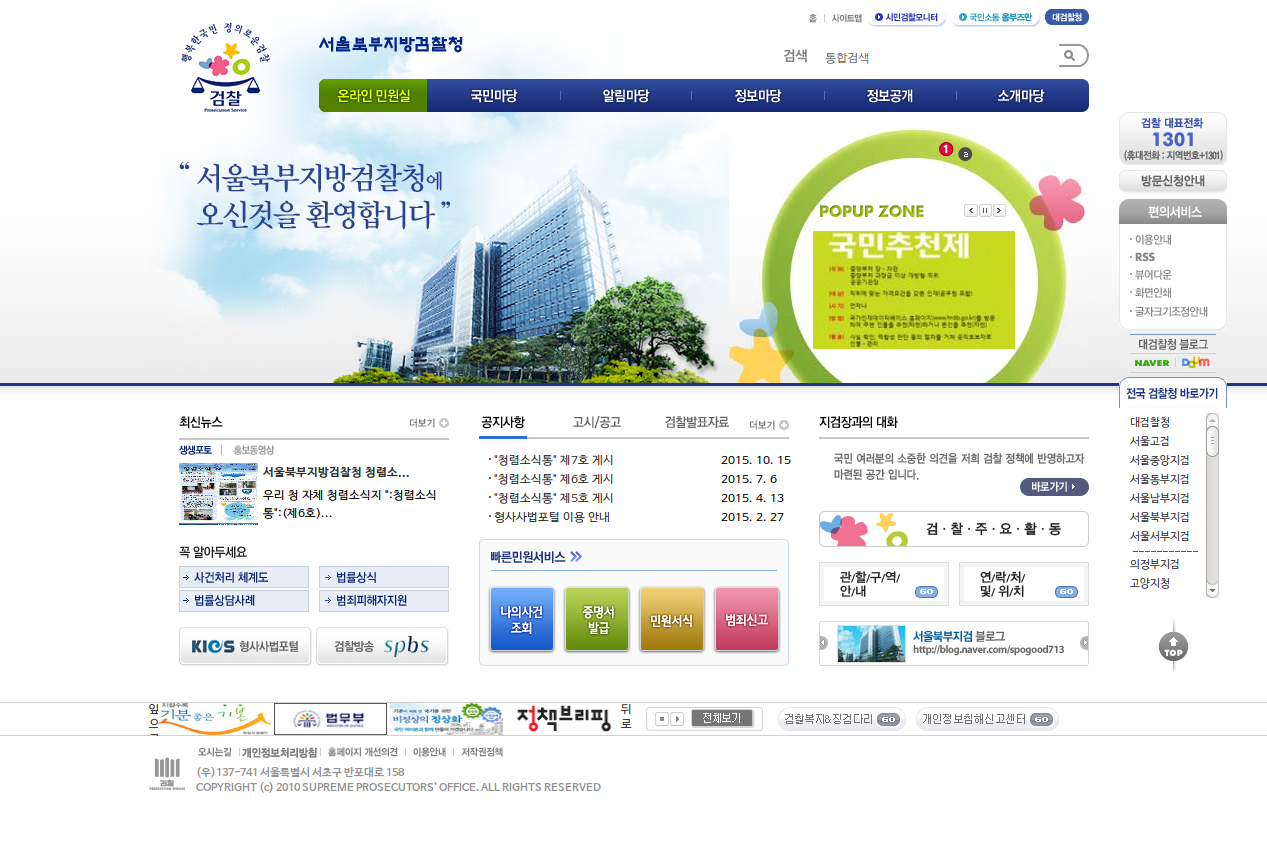 홈
사이트맵
시민검찰모니터
국민소통 옴부즈만
대검찰청
행복한국민 정의로운검찰
검찰
Prosecution Service
서울북부지방검찰청
검색
통합검색
온라인 민원실
국민마당
알림마당
정보마당
정보공개
소개마당
“ 서울북부지방검찰청에
오신것을 환영합니다 ”
1
2
POPUP ZONE
국민추천제
검찰 대표전화
1301
(휴대전화 : 지역번호+1301)
방문신청안내
편의서비스
· 이용안내
· RSS
· 뷰어다운
· 화면인쇄
· 글자크기조정안내
대검찰청 블로그
NAVER
Daum
전국 검찰청 바로가기
대검찰청
서울고검
서울중앙지검
서울동부지검
서울남부지검
서울북부지검
서울서부지검
-----------
의정부지검
고양지청
TOP
최신뉴스
더보기
생생포토
홍보동영상
서울북부지방검찰청 청렴소...
우리 청 자체 청렴소식지 ":청렴소식
통":(제6호)...
공지사항
고시/공고
검찰발표자료
더보기
· "청렴소식통" 제7호 게시 2015. 10. 15
· "청렴소식통" 제6호 게시 2015. 7. 6
· "청렴소식통" 제5호 게시 2015. 4. 13
· 형사사법포털 이용 안내 2015. 2. 27
지검장과의 대화
국민 여러분의 소중한 의견을 저희 검찰 정책에 반영하고자
마련된 공간 입니다.
바로가기
검 · 찰 · 주 · 요 · 활 · 동
꼭 알아두세요
사건처리 체계도
법률상식
법률상담사례
범죄피해자지원
KICS 형사사법포털
검찰방송 spbs
빠른민원서비스
나의사건
조회
증명서
발급
민원서식
범죄신고
관/할/구/역/
안/내
GO
연/락/처/
및/ 위/치
GO
서울북부지검 블로그
http://blog.naver.com/spogood713
앞
으
기분좋은 기본
법무부
비정상의 정상화
정책브리핑
뒤
로
전체보기
검찰복지&징검다리 GO
개인정보침해신고센터 GO
오시는길
개인정보처리방침
홈페이지 개선의견
이용안내
저작권정책
검찰
PROSECUTION SERVICE
(우)137-741 서울특별시 서초구 반포대로 158
COPYRIGHT (c) 2010 SUPREME PROSECUTORS' OFFICE. ALL RIGHTS RESERVED